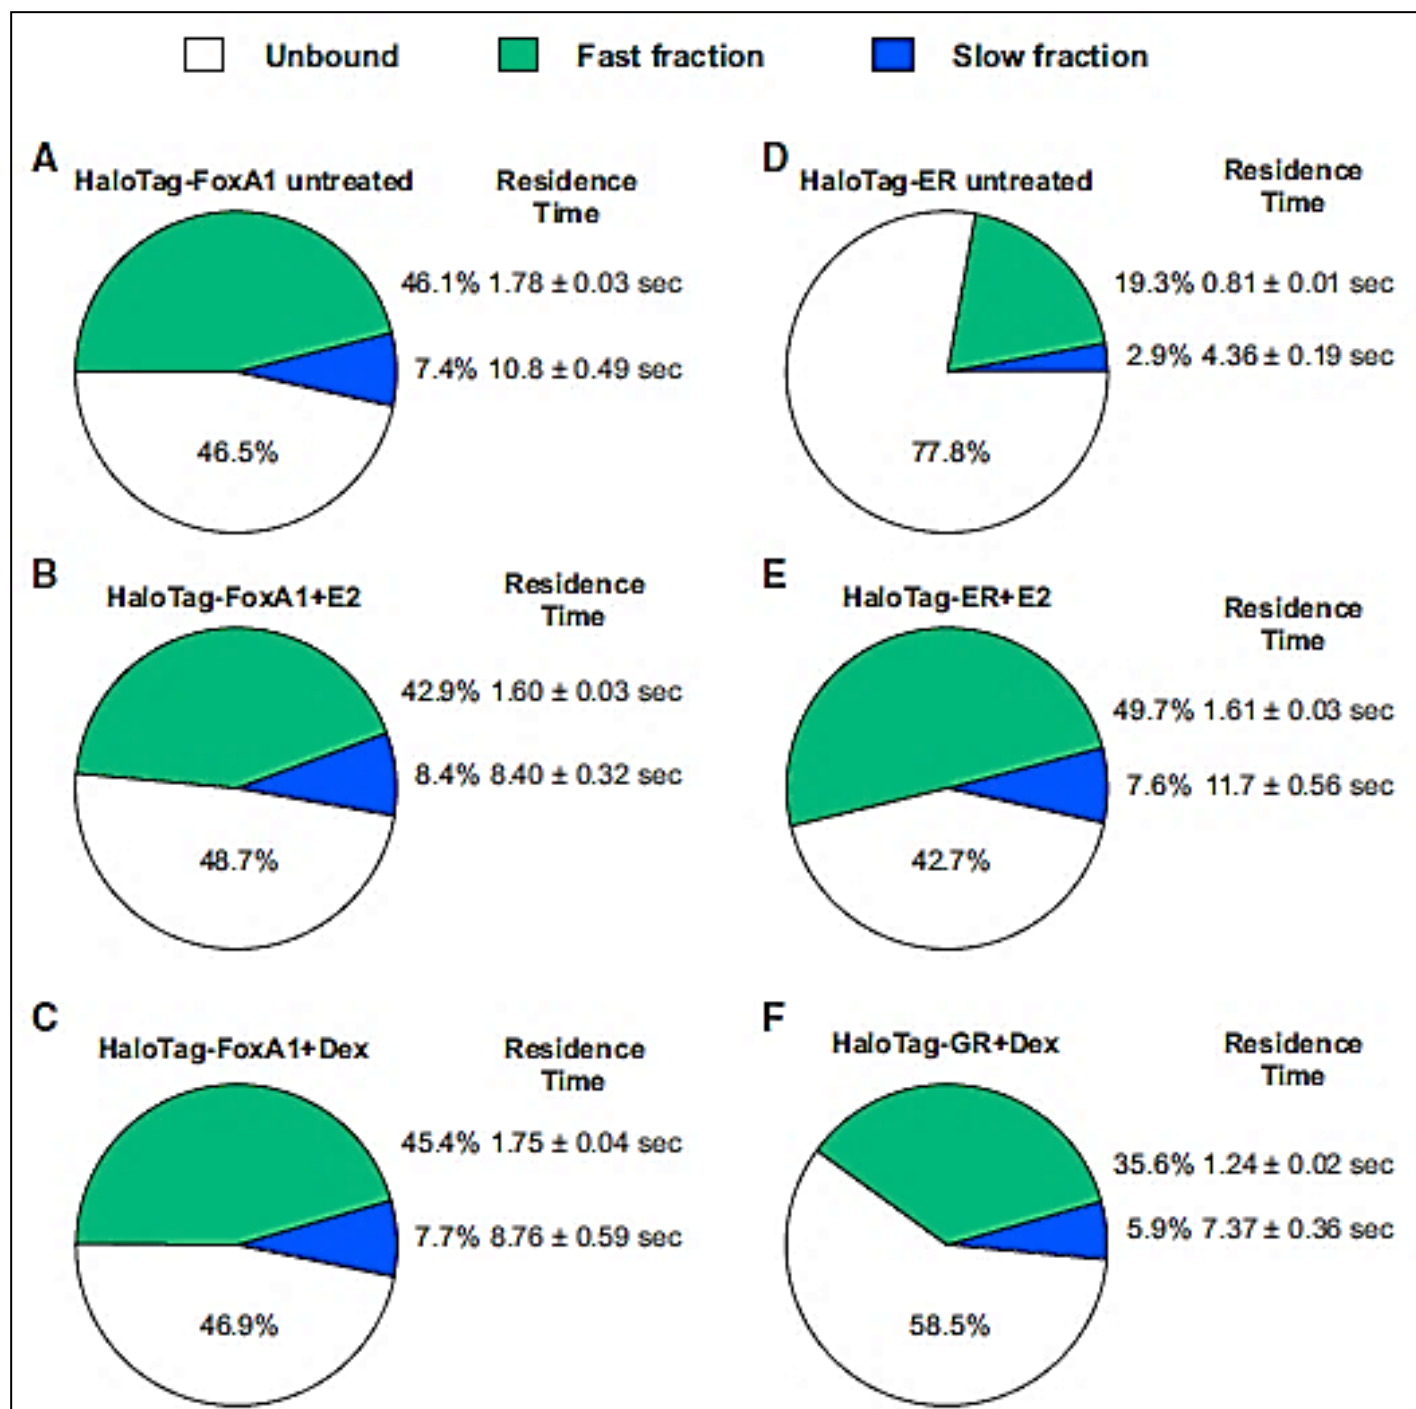 Unbound Fast fraction Slow fraction
A
HaloTag-FoxA1 untreated
Residence
Time
46.1% 1.78 ± 0.03 sec
7.4% 10.8 ± 0.49 sec
46.5%
D
HaloTag-ER untreated
Residence
Time
19.3% 0.81 ± 0.01 sec
2.9% 4.36 ± 0.19 sec
77.8%
B
HaloTag-FoxA1+E2
Residence
Time
42.9% 1.60 ± 0.03 sec
8.4% 8.40 ± 0.32 sec
48.7%
E
HaloTag-ER+E2
Residence
Time
49.7% 1.61 ± 0.03 sec
7.6% 11.7 ± 0.56 sec
42.7%
C
HaloTag-FoxA1+Dex
Residence
Time
45.4% 1.75 ± 0.04 sec
7.7% 8.76 ± 0.59 sec
46.9%
F
HaloTag-GR+Dex
Residence
Time
35.6% 1.24 ± 0.02 sec
5.9% 7.37 ± 0.36 sec
58.5%